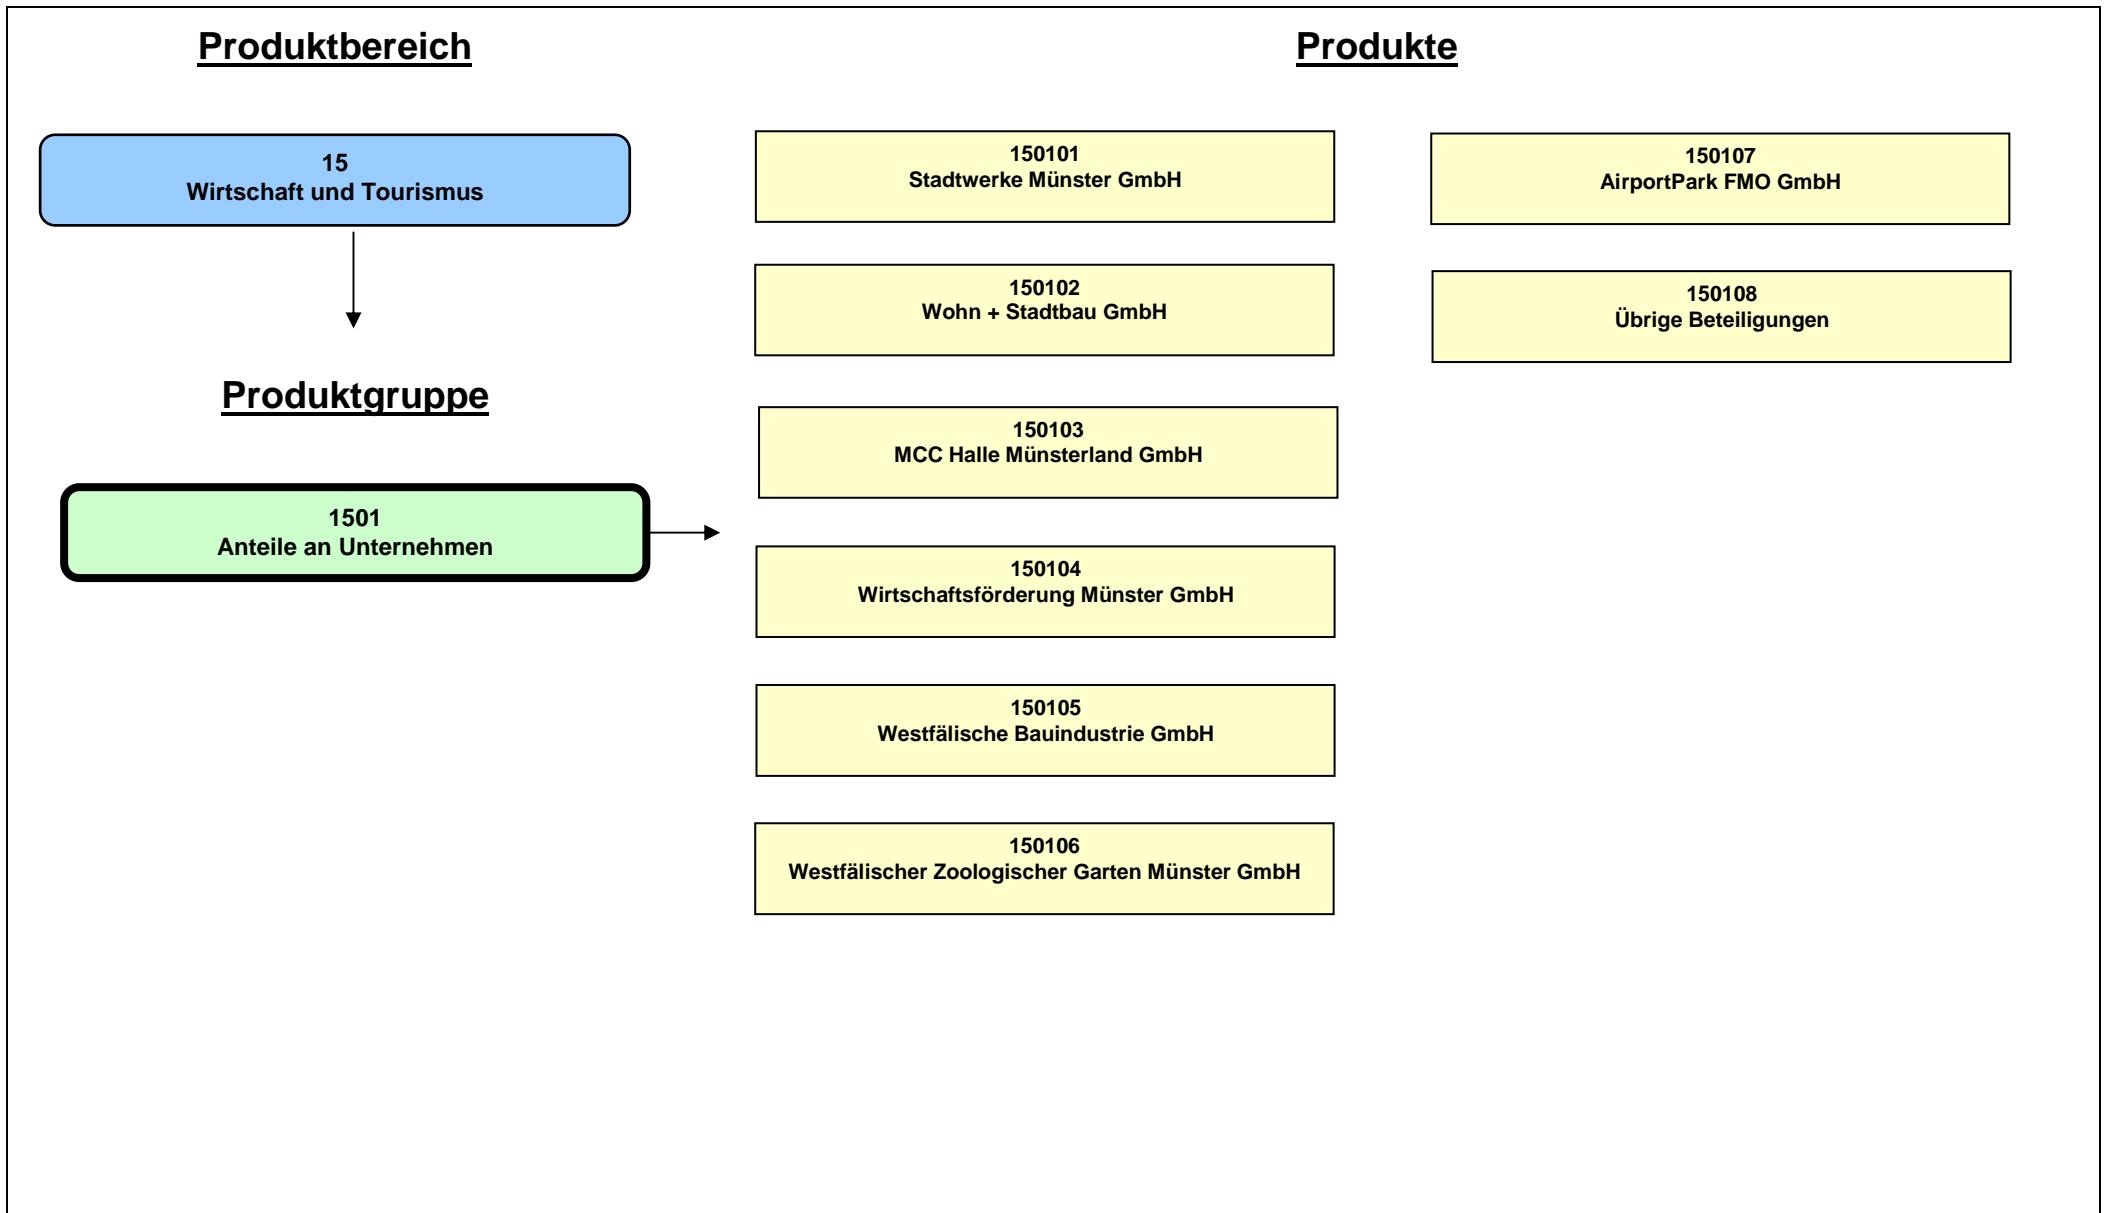 Produktbereich
15
Wirtschaft und Tourismus
Produktgruppe
1501
Anteile an Unternehmen
Produkte
150101
Stadtwerke Münster GmbH
150102
Wohn + Stadtbau GmbH
150103
MCC Halle Münsterland GmbH
150104
Wirtschaftsförderung Münster GmbH
150105
Westfälische Bauindustrie GmbH
150106
Westfälischer Zoologischer Garten Münster GmbH
150107
AirportPark FMO GmbH
150108
Übrige Beteiligungen